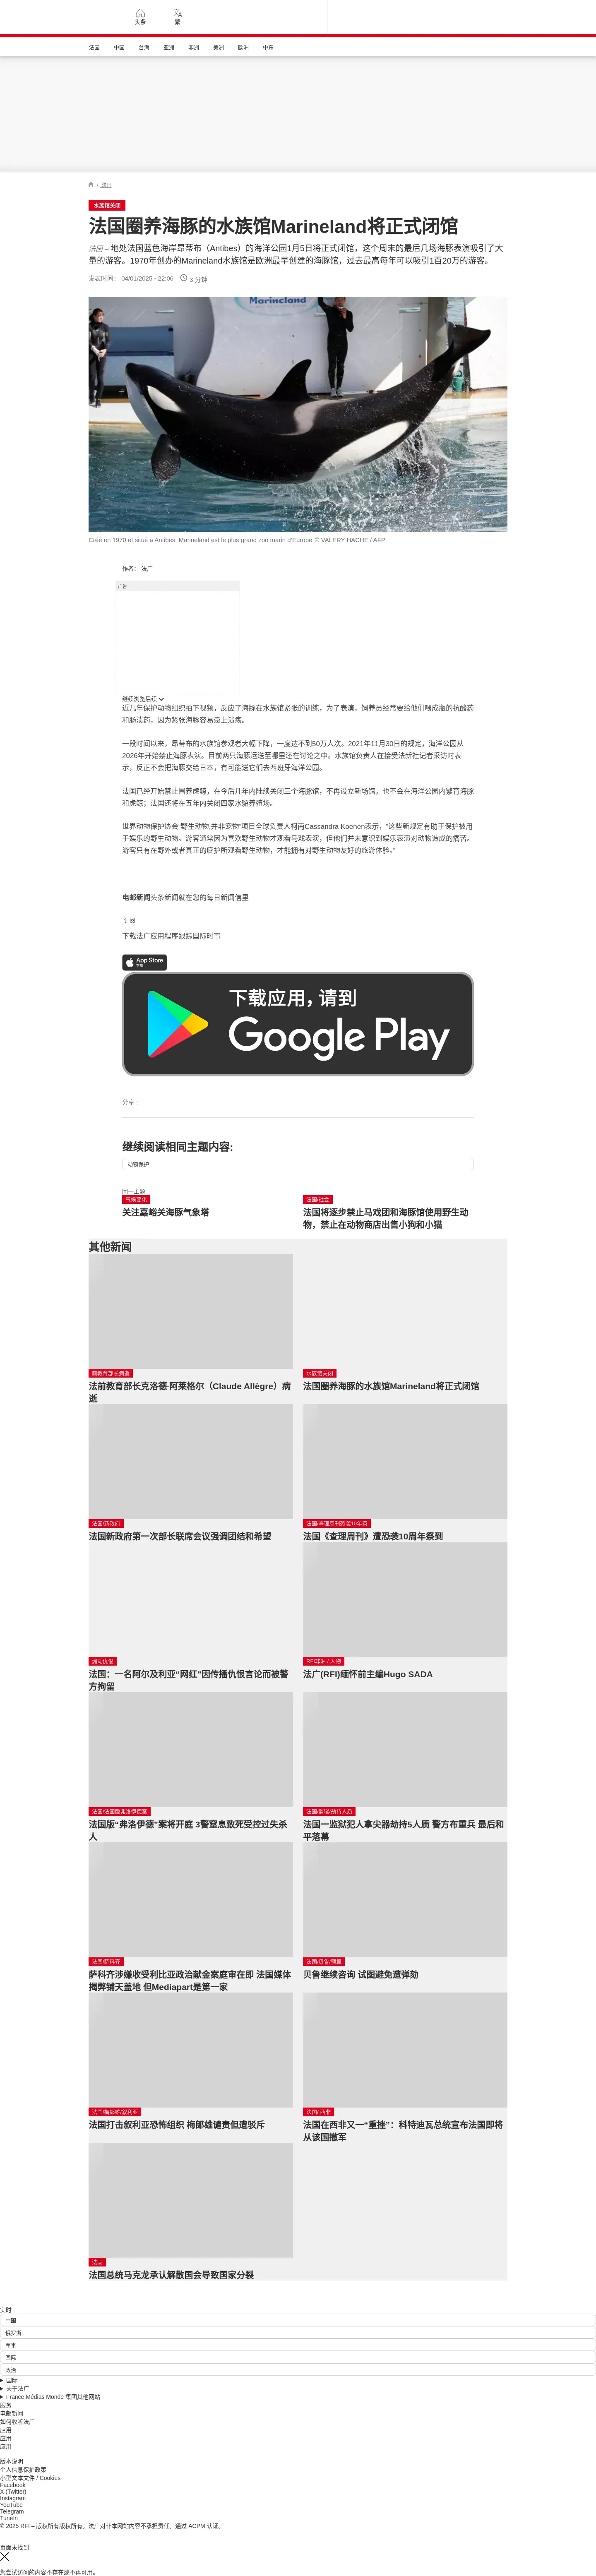 头条
繁
法国
中国
台海
亚洲
非洲
美洲
欧洲
中东
/ 法国
水族馆关闭
法国圈养海豚的水族馆Marineland将正式闭馆
法国 – 地处法国蓝色海岸昂蒂布（Antibes）的海洋公园1月5日将正式闭馆，这个周末的最后几场海豚表演吸引了大量的游客。1970年创办的Marineland水族馆是欧洲最早创建的海豚馆，过去最高每年可以吸引1百20万的游客。
发表时间： 04/01/2025 - 22:06
3 分钟
Marineland
Créé en 1970 et situé à Antibes, Marineland est le plus grand zoo marin d'Europe © VALERY HACHE / AFP
作者： 法广
广告
继续浏览后续
近几年保护动物组织拍下视频，反应了海豚在水族馆紧张的训练，为了表演，饲养员经常要给他们喂成瓶的抗酸药和肠溃药，因为紧张海豚容易患上溃疡。
一段时间以来，昂蒂布的水族馆参观者大幅下降，一度达不到50万人次。2021年11月30日的规定，海洋公园从2026年开始禁止海豚表演。目前两只海豚运送至哪里还在讨论之中。水族馆负责人在接受法新社记者采访时表示，反正不会把海豚交给日本，有可能送它们去西班牙海洋公园。
法国已经开始禁止圈养虎鲸，在今后几年内陆续关闭三个海豚馆，不再设立新场馆，也不会在海洋公园内繁育海豚和虎鲸；法国还将在五年内关闭四家水貂养殖场。
世界动物保护协会"野生动物,并非宠物"项目全球负责人柯南Cassandra Koenen表示，“这些新规定有助于保护被用于娱乐的野生动物。游客通常因为喜欢野生动物才观看马戏表演，但他们并未意识到娱乐表演对动物造成的痛苦。游客只有在野外或者真正的庇护所观看野生动物，才能拥有对野生动物友好的旅游体验。”
电邮新闻头条新闻就在您的每日新闻信里
订阅
下载法广应用程序跟踪国际时事
App Store
下载
下载应用，请到
Google Play
分享 :
继续阅读相同主题内容:
动物保护
同一主题
气候变化
关注嘉峪关海豚气象塔
法国/社会
法国将逐步禁止马戏团和海豚馆使用野生动物，禁止在动物商店出售小狗和小猫
其他新闻
前教育部长病逝
法前教育部长克洛德·阿莱格尔（Claude Allègre）病逝
水族馆关闭
法国圈养海豚的水族馆Marineland将正式闭馆
法国/新政府
法国新政府第一次部长联席会议强调团结和希望
法国/查理周刊恐袭10年祭
法国《查理周刊》遭恐袭10周年祭到
煽动仇恨
法国：一名阿尔及利亚“网红”因传播仇恨言论而被警方拘留
RFI非洲 / 人物
法广(RFI)缅怀前主编Hugo SADA
法国/法国版弗洛伊德案
法国版“弗洛伊德”案将开庭 3警窒息致死受控过失杀人
法国/监狱/劫持人质
法国一监狱犯人拿尖器劫持5人质 警方布重兵 最后和平落幕
法国/萨科齐
萨科齐涉嫌收受利比亚政治献金案庭审在即 法国媒体揭弊铺天盖地 但Mediapart是第一家
法国/贝鲁/预算
贝鲁继续咨询 试图避免遭弹劾
法国/梅郞雄/叙利亚
法国打击叙利亚恐怖组织 梅郞雄谴责但遭驳斥
法国/ 西非
法国在西非又一“重挫”：科特迪瓦总统宣布法国即将从该国撤军
法国
法国总统马克龙承认解散国会导致国家分裂
实时
中国
俄罗斯
军事
国际
政治
国际
关于法广
France Médias Monde 集团其他网站
服务
电邮新闻
如何收听法广
应用
应用
应用
版本说明
个人信息保护政策
小型文本文件 / Cookies
Facebook
X (Twitter)
Instagram
YouTube
Telegram
TuneIn
© 2025 RFI – 版权所有版权所有。法广对非本网站内容不承担责任。通过 ACPM 认证。
页面未找到
您尝试访问的内容不存在或不再可用。